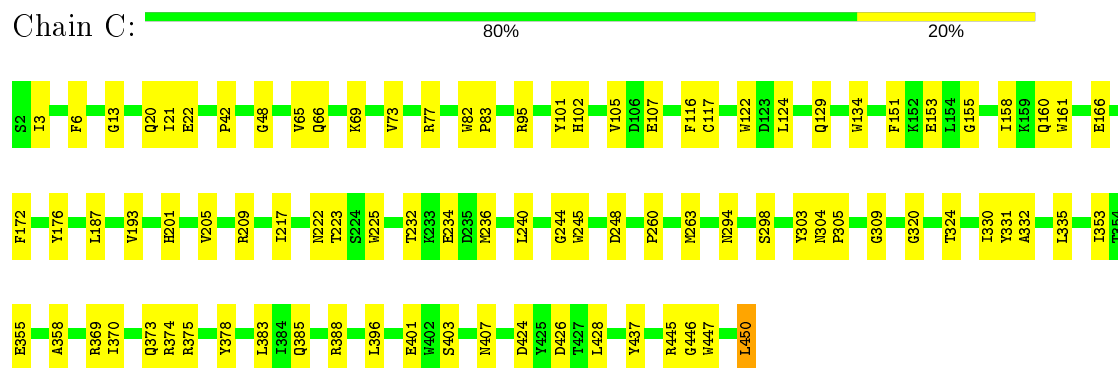 Chain C:
80% 20%
S2 I3 F6 G13 Q20 I21 E22 P42 G48 V65 Q66 K69 V73 R77 W82 P83 R95 Y101 H102 V105 D106 E107 F116 C117 W122 D123 L124 Q129 W134 F151 K152 E153 L154 G155 I158 K159 Q160 W161 E166
F172 Y176 L187 V193 H201 V205 R209 I217 N222 T223 S224 W225 T232 K233 E234 D235 M236 L240 G244 W245 D248 P260 M263 N294 S298 Y303 N304 P305 G309 G320 T324 I330 Y331 A332 L335 I353 T354
E355 A358 R369 I370 Q373 R374 R375 Y378 L383 I384 Q385 R388 L396 E401 W402 S403 N407 D424 Y425 D426 T427 L428 Y437 R445 G446 W447 L450